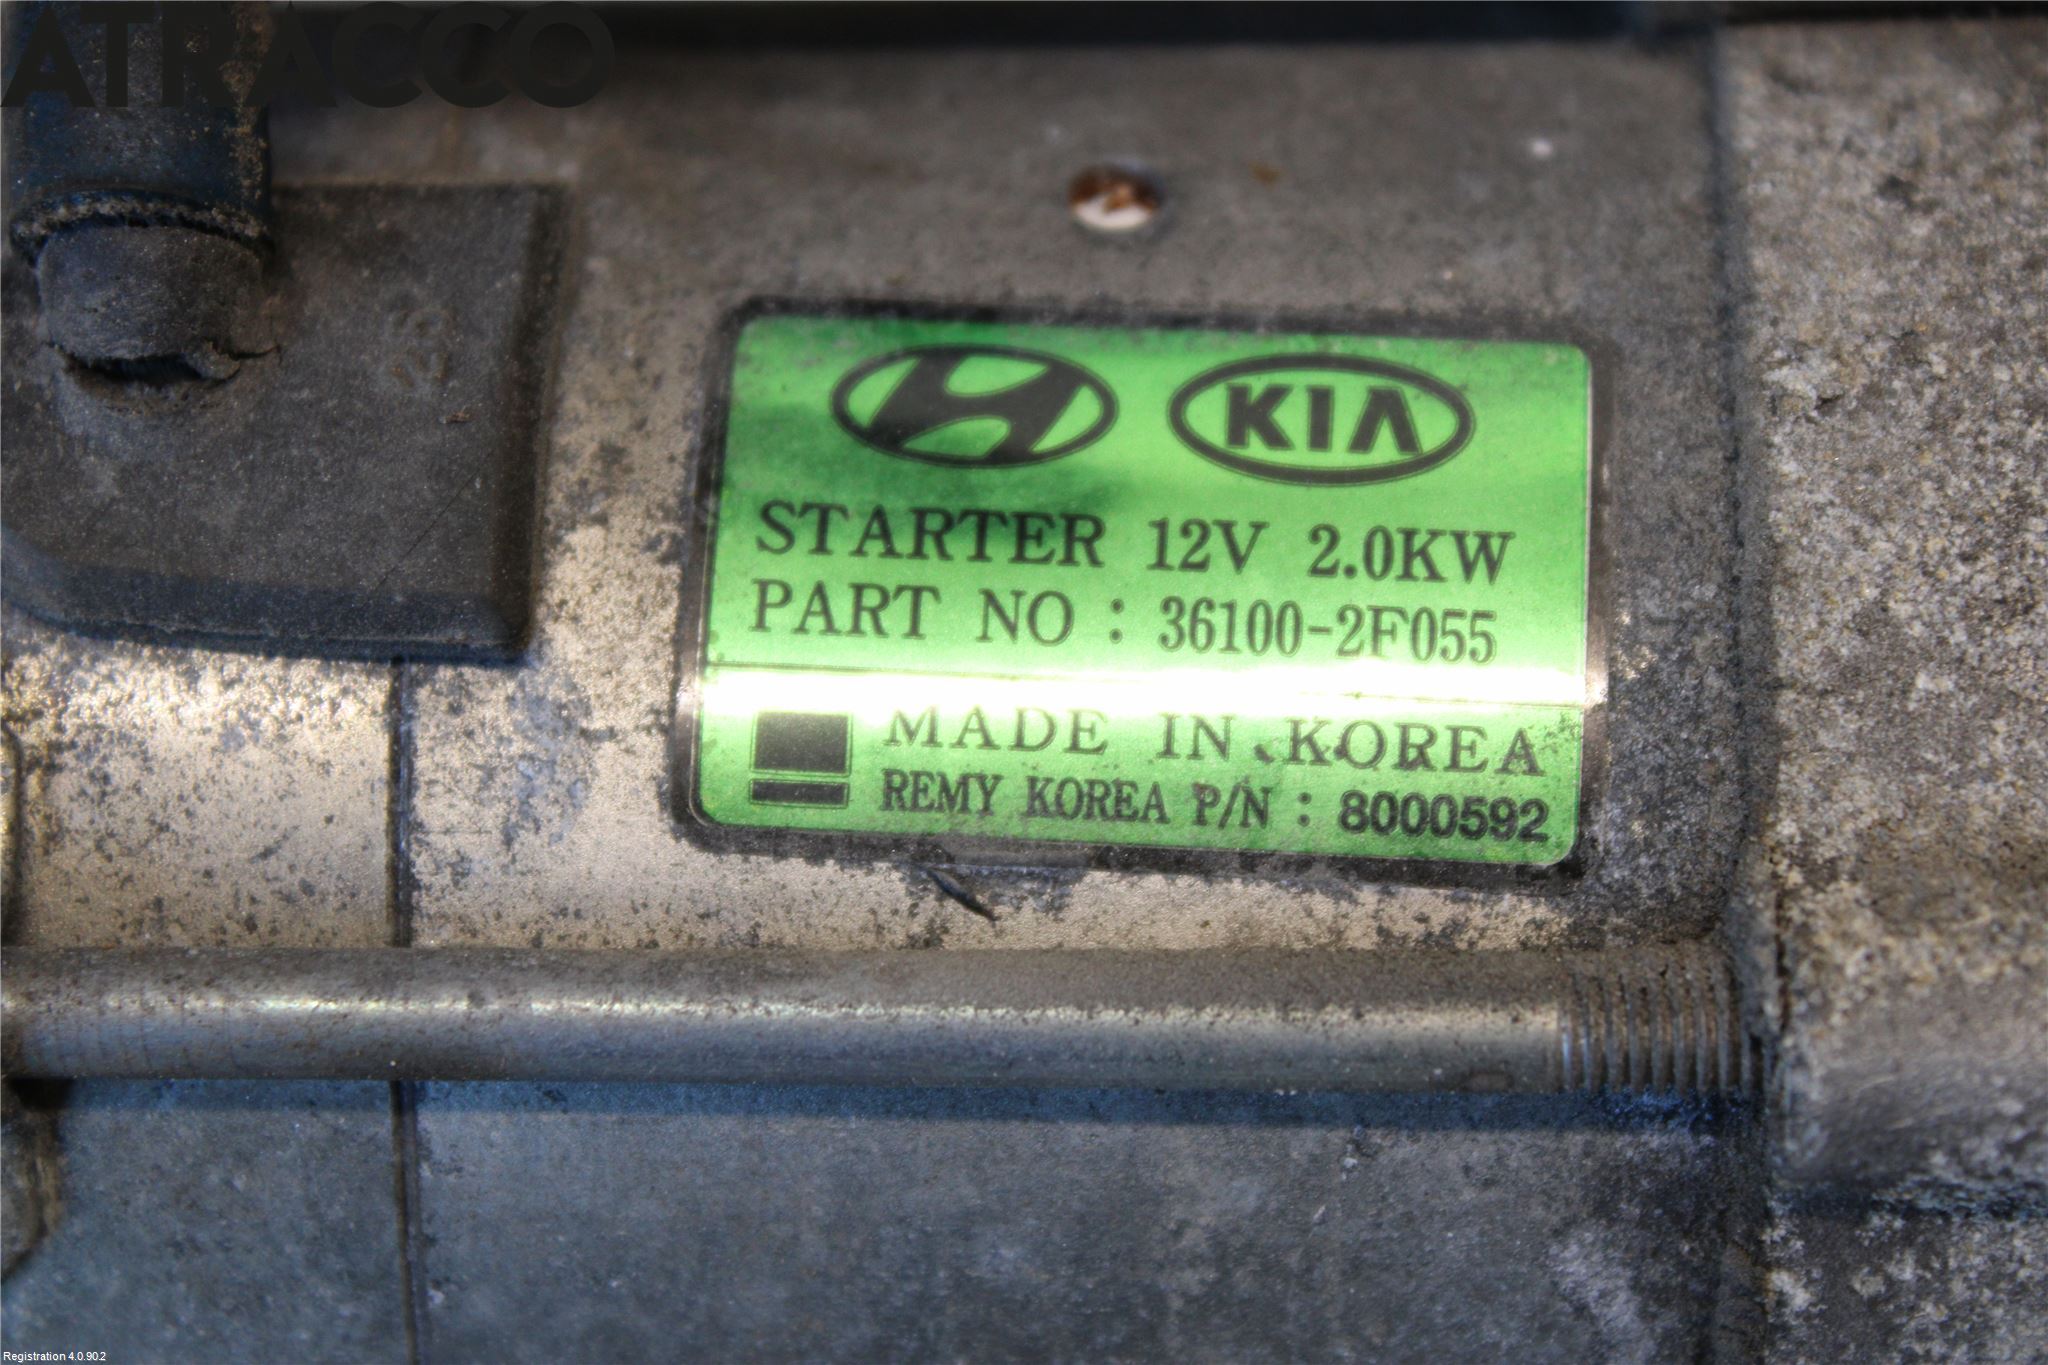 ATRACCO
KIA
STARTER 12V 2.0KW
PART NO : 36100-2F055
MADE IN KOREA
REMY KOREA P/N : 8000592
Registration 4.0.90.2